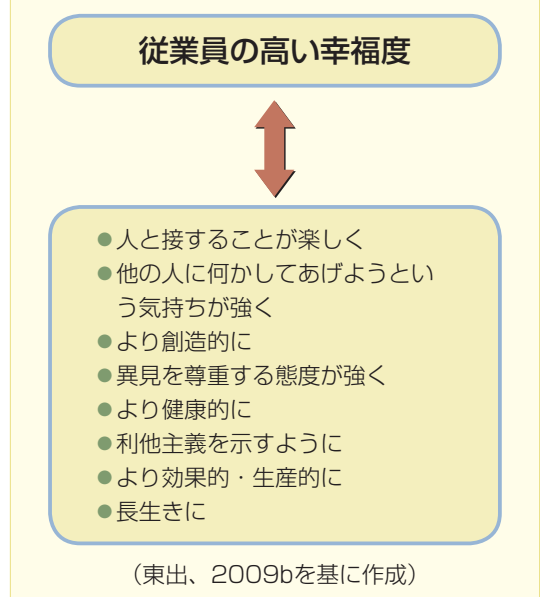 従業員の高い幸福度
●人と接することが楽しく
●他の人に何かしてあげようとい
う気持ちが強く
●より創造的に
●異見を尊重する態度が強く
●より健康的に
●利他主義を示すように
●より効果的・生産的に
●長生きに
（東出、2009bを基に作成）